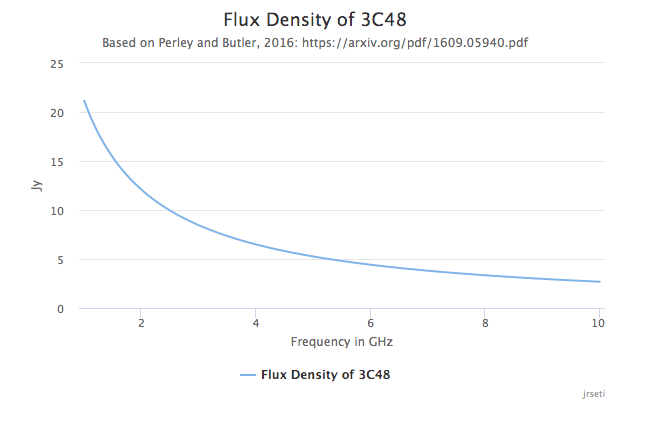 Flux Density of 3C48
Based on Perley and Butler, 2016: https://arxiv.org/pdf/1609.05940.pdf
25
20
15
10
5
0
Jy
2 4 6 8 10
Frequency in GHz
Flux Density of 3C48
jrseti